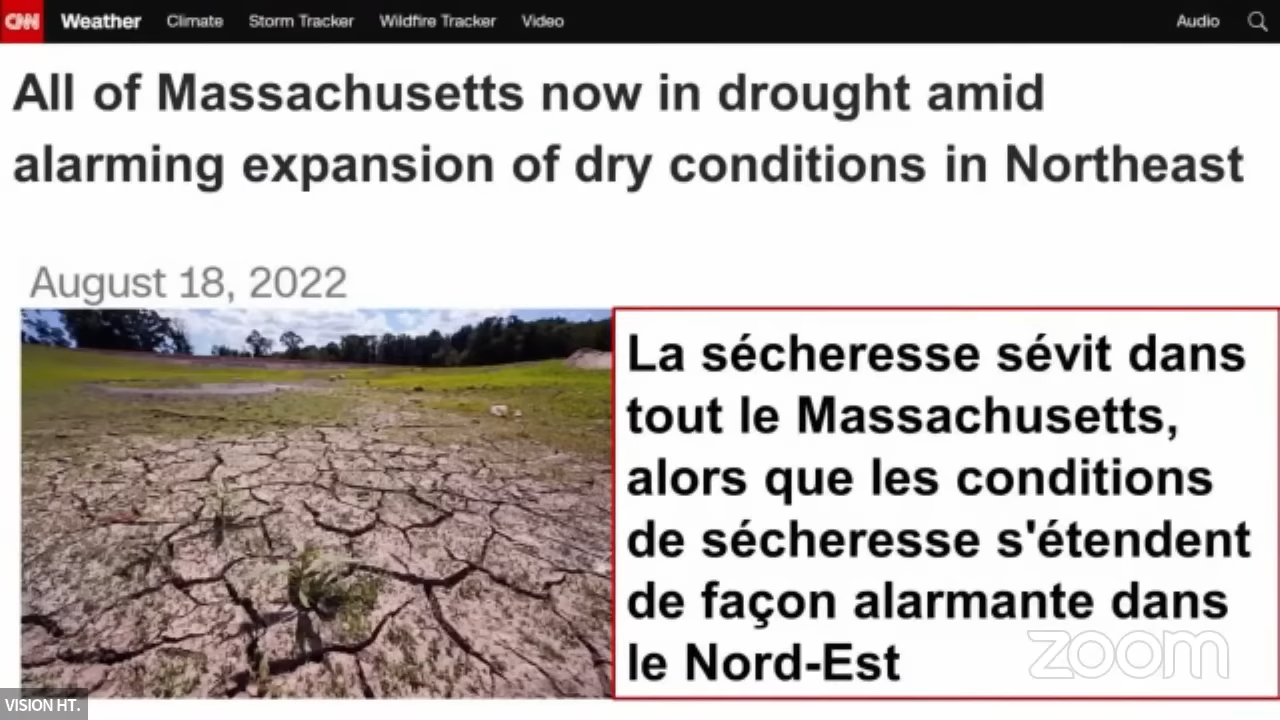 CNN Weather Climate Storm Tracker Wildfire Tracker Video Audio
All of Massachusetts now in drought amid
alarming expansion of dry conditions in Northeast
August 18, 2022
La sécheresse sévit dans
tout le Massachusetts,
alors que les conditions
de sécheresse s'étendent
de façon alarmante dans
le Nord-Est
zoom
VISION HT.